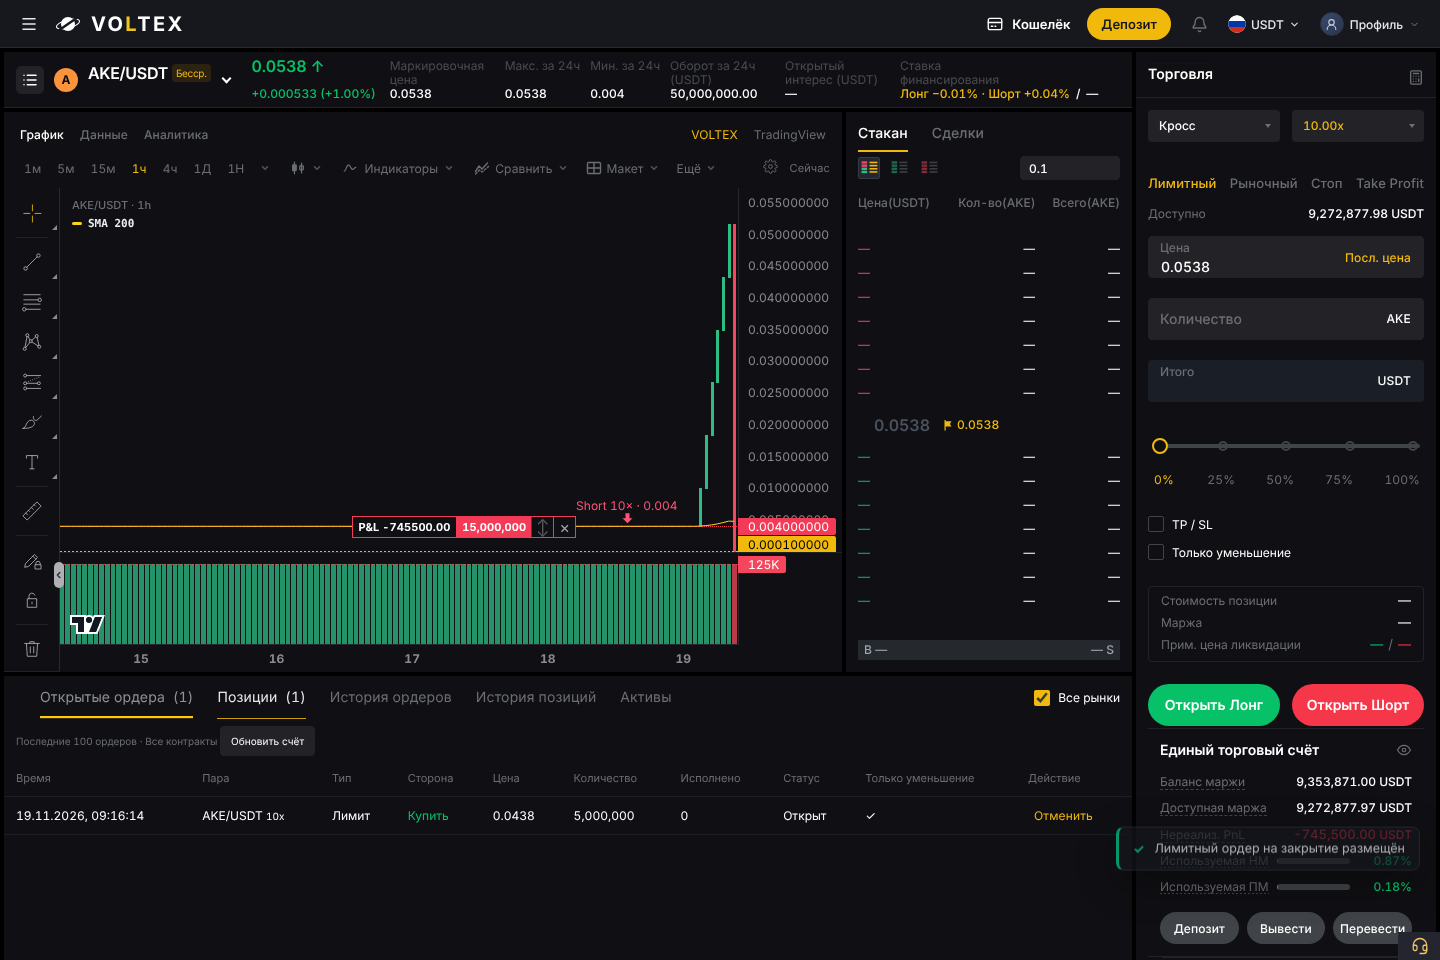 VOLTEX
Кошелёк
Депозит
USDT
Профиль
A
AKE/USDT
Бесср.
0.0538 ↑
+0.000533 (+1.00%)
Маркировочная цена
0.0538
Макс. за 24ч
0.0538
Мин. за 24ч
0.004
Оборот за 24ч (USDT)
50,000,000.00
Открытый интерес (USDT)
—
Ставка финансирования
Лонг −0.01% · Шорт +0.04% / —
График
Данные
Аналитика
VOLTEX
TradingView
1м
5м
15м
1ч
4ч
1Д
1Н
Индикаторы
Сравнить
Макет
Ещё
Сейчас
AKE/USDT · 1h
SMA 200
0.055000000
0.050000000
0.045000000
0.040000000
0.035000000
0.030000000
0.025000000
0.020000000
0.015000000
0.010000000
0.004000000
0.000100000
125K
Short 10× · 0.004
P&L -745500.00
15,000,000
15
16
17
18
19
Стакан
Сделки
0.1
Цена(USDT)
Кол-во(AKE)
Всего(AKE)
— — —
— — —
— — —
— — —
— — —
— — —
— — —
0.0538
0.0538
— — —
— — —
— — —
— — —
— — —
— — —
— — —
B —
— S
Торговля
Кросс
10.00x
Лимитный
Рыночный
Стоп
Take Profit
Доступно
9,272,877.98 USDT
Цена
0.0538
Посл. цена
Количество
AKE
Итого
USDT
0%
25%
50%
75%
100%
TP / SL
Только уменьшение
Стоимость позиции
—
Маржа
—
Прим. цена ликвидации
— / —
Открыть Лонг
Открыть Шорт
Единый торговый счёт
Баланс маржи
9,353,871.00 USDT
Доступная маржа
9,272,877.97 USDT
Нереализ. PnL
-745,500.00 USDT
Лимитный ордер на закрытие размещён
Используемая НМ
0.87%
Используемая ПМ
0.18%
Депозит
Вывести
Перевести
Открытые ордера (1)
Позиции (1)
История ордеров
История позиций
Активы
Все рынки
Последние 100 ордеров · Все контракты
Обновить счёт
Время
Пара
Тип
Сторона
Цена
Количество
Исполнено
Статус
Только уменьшение
Действие
19.11.2026, 09:16:14
AKE/USDT 10x
Лимит
Купить
0.0438
5,000,000
0
Открыт
✓
Отменить